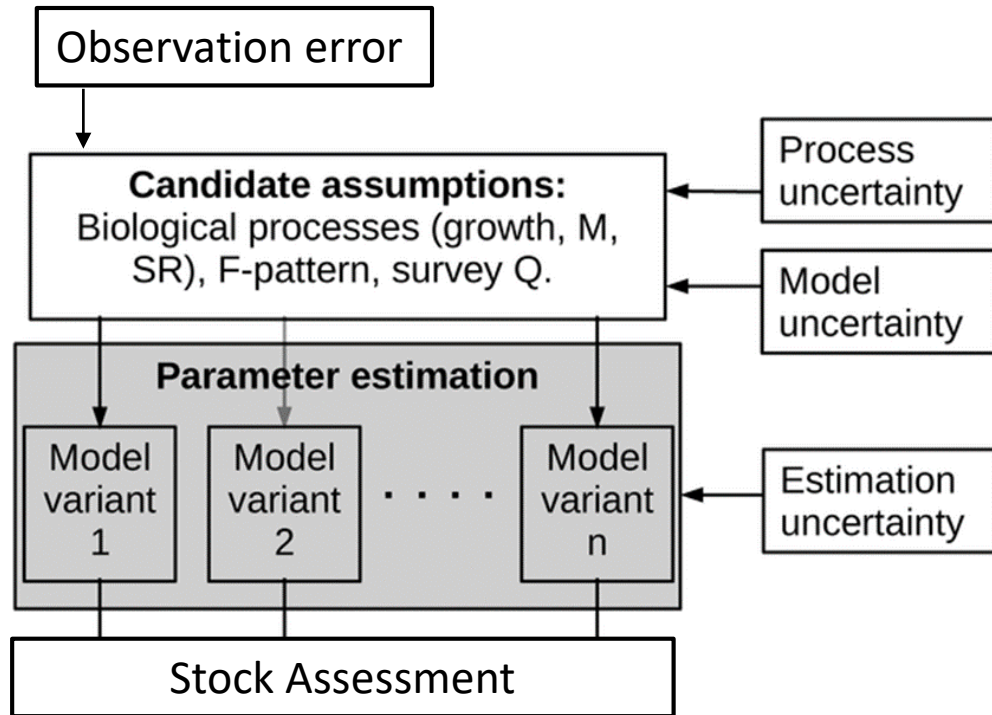 Observation error
Candidate assumptions:
Biological processes (growth, M,
SR), F-pattern, survey Q.
Process
uncertainty
Model
uncertainty
Parameter estimation
Model
variant
1
Model
variant
2
. . . .
Model
variant
n
Estimation
uncertainty
Stock Assessment